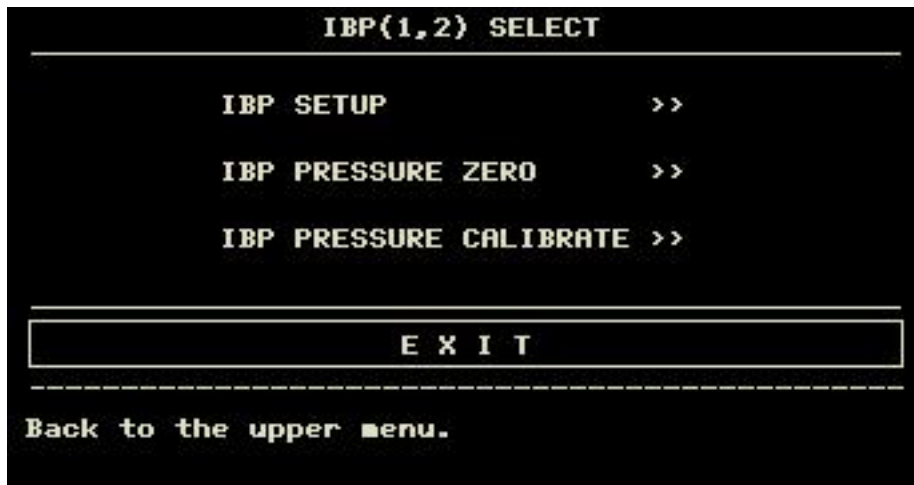 IBP(1,2) SELECT
IBP SETUP >>
IBP PRESSURE ZERO >>
IBP PRESSURE CALIBRATE >>
E X I T
Back to the upper menu.